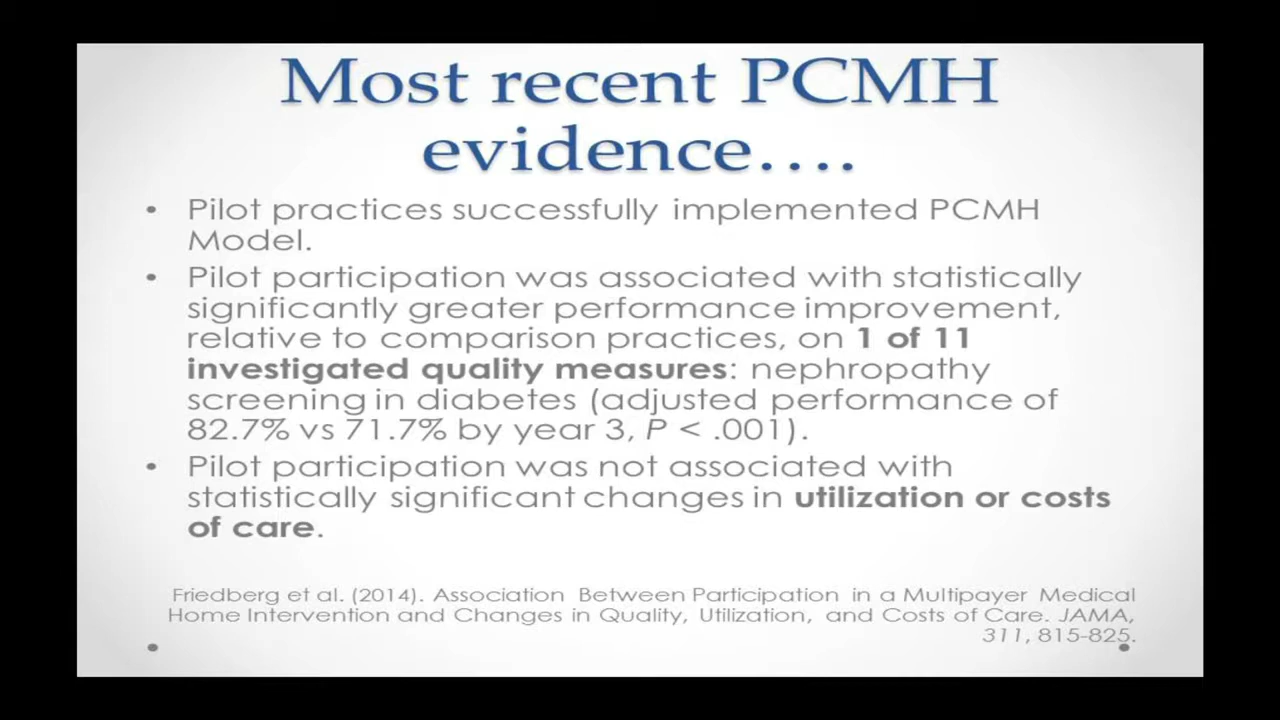 Most recent PCMH
evidence….
• Pilot practices successfully implemented PCMH
Model.
• Pilot participation was associated with statistically
significantly greater performance improvement,
relative to comparison practices, on 1 of 11
investigated quality measures: nephropathy
screening in diabetes (adjusted performance of
82.7% vs 71.7% by year 3, P < .001).
• Pilot participation was not associated with
statistically significant changes in utilization or costs
of care.
Friedberg et al. (2014). Association Between Participation in a Multipayer Medical
Home Intervention and Changes in Quality, Utilization, and Costs of Care. JAMA,
311, 815-825.